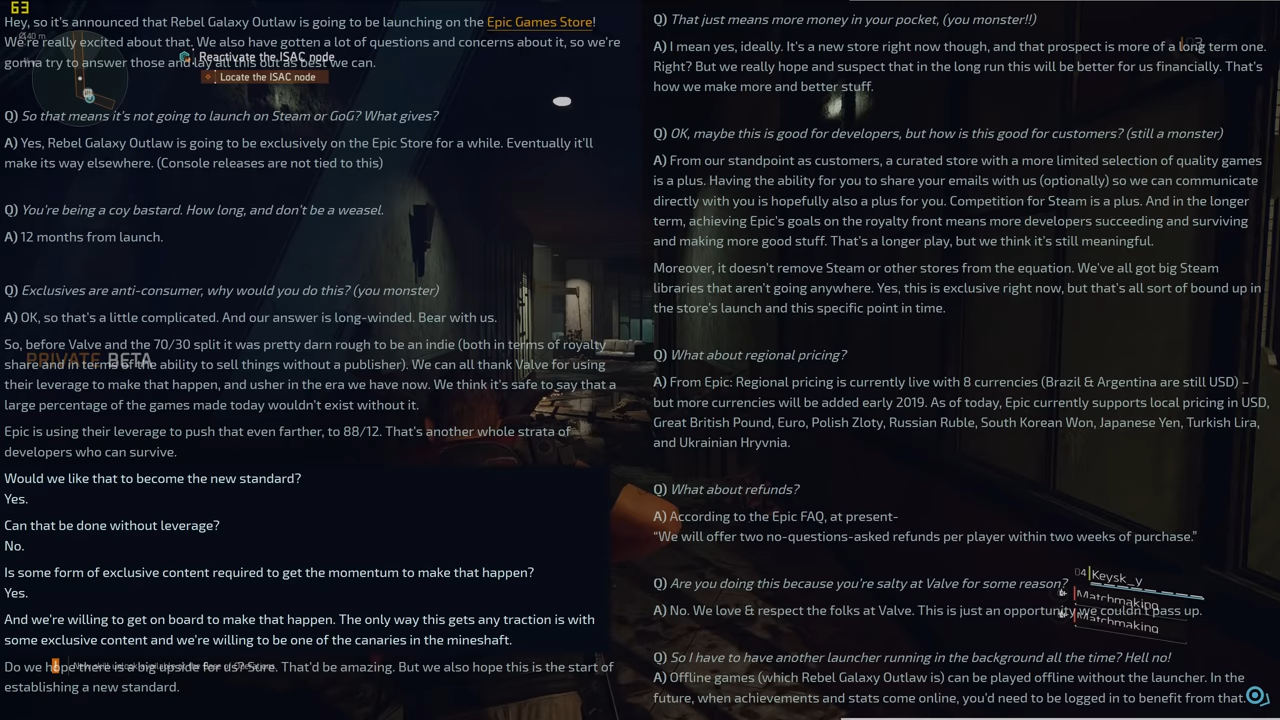 63
Hey, so it's announced that Rebel Galaxy Outlaw is going to be launching on the Epic Games Store!
We're really excited about that. We also have gotten a lot of questions and concerns about it, so we're
gonna try to answer those and lay all this out as best we can.
40 m
Reactivate the ISAC node
Locate the ISAC node
Q) So that means it's not going to launch on Steam or GoG? What gives?
A) Yes, Rebel Galaxy Outlaw is going to be exclusively on the Epic Store for a while. Eventually it'll
make its way elsewhere. (Console releases are not tied to this)
Q) You're being a coy bastard. How long, and don't be a weasel.
A) 12 months from launch.
Q) Exclusives are anti-consumer, why would you do this? (you monster)
A) OK, so that's a little complicated. And our answer is long-winded. Bear with us.
So, before Valve and the 70/30 split it was pretty darn rough to be an indie (both in terms of royalty
share and in terms of the ability to sell things without a publisher). We can all thank Valve for using
their leverage to make that happen, and usher in the era we have now. We think it's safe to say that a
large percentage of the games made today wouldn't exist without it.
PRIVATE BETA
Epic is using their leverage to push that even farther, to 88/12. That's another whole strata of
developers who can survive.
Would we like that to become the new standard?
Yes.
Can that be done without leverage?
No.
Is some form of exclusive content required to get the momentum to make that happen?
Yes.
And we're willing to get on board to make that happen. The only way this gets any traction is with
some exclusive content and we're willing to be one of the canaries in the mineshaft.
Do we hope there is a big upside for us? Sure. That'd be amazing. But we also hope this is the start of
establishing a new standard.
Q) That just means more money in your pocket, (you monster!!)
A) I mean yes, ideally. It's a new store right now though, and that prospect is more of a long term one.
Right? But we really hope and suspect that in the long run this will be better for us financially. That's
how we make more and better stuff.
Q) OK, maybe this is good for developers, but how is this good for customers? (still a monster)
A) From our standpoint as customers, a curated store with a more limited selection of quality games
is a plus. Having the ability for you to share your emails with us (optionally) so we can communicate
directly with you is hopefully also a plus for you. Competition for Steam is a plus. And in the longer
term, achieving Epic's goals on the royalty front means more developers succeeding and surviving
and making more good stuff. That's a longer play, but we think it's still meaningful.
Moreover, it doesn't remove Steam or other stores from the equation. We've all got big Steam
libraries that aren't going anywhere. Yes, this is exclusive right now, but that's all sort of bound up in
the store's launch and this specific point in time.
Q) What about regional pricing?
A) From Epic: Regional pricing is currently live with 8 currencies (Brazil & Argentina are still USD) –
but more currencies will be added early 2019. As of today, Epic currently supports local pricing in USD,
Great British Pound, Euro, Polish Zloty, Russian Ruble, South Korean Won, Japanese Yen, Turkish Lira,
and Ukrainian Hryvnia.
Q) What about refunds?
A) According to the Epic FAQ, at present-
“We will offer two no-questions-asked refunds per player within two weeks of purchase.”
Q) Are you doing this because you're salty at Valve for some reason?
A) No. We love & respect the folks at Valve. This is just an opportunity we couldn't pass up.
04 Keysk_y
Matchmaking
Matchmaking
Q) So I have to have another launcher running in the background all the time? Hell no!
A) Offline games (which Rebel Galaxy Outlaw is) can be played offline without the launcher. In the
future, when achievements and stats come online, you'd need to be logged in to benefit from that.